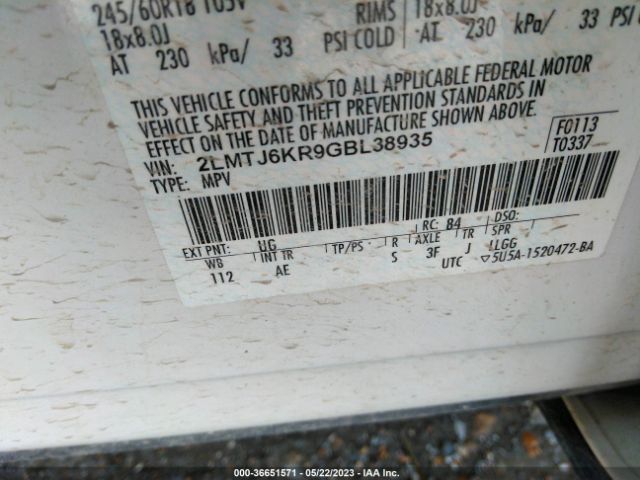 245/60R18 105V
18x8.0J RIMS 18x8.0J
AT 230 kPa/ 33 PSI COLD AT 230 kPa/ 33 PSI
THIS VEHICLE CONFORMS TO ALL APPLICABLE FEDERAL MOTOR
VEHICLE SAFETY AND THEFT PREVENTION STANDARDS IN
EFFECT ON THE DATE OF MANUFACTURE SHOWN ABOVE.
VIN: 2LMTJ6KR9GBL38935 F0113
TYPE: MPV T0337
EXT PNT: UG RC: B4 DSO:
WB INT TR TP/PS R AXLE TR SPR
112 AE S 3F J LLGG
UTC ▽5U5A-1520472-BA
000-36651571 - 05/22/2023 - IAA Inc.